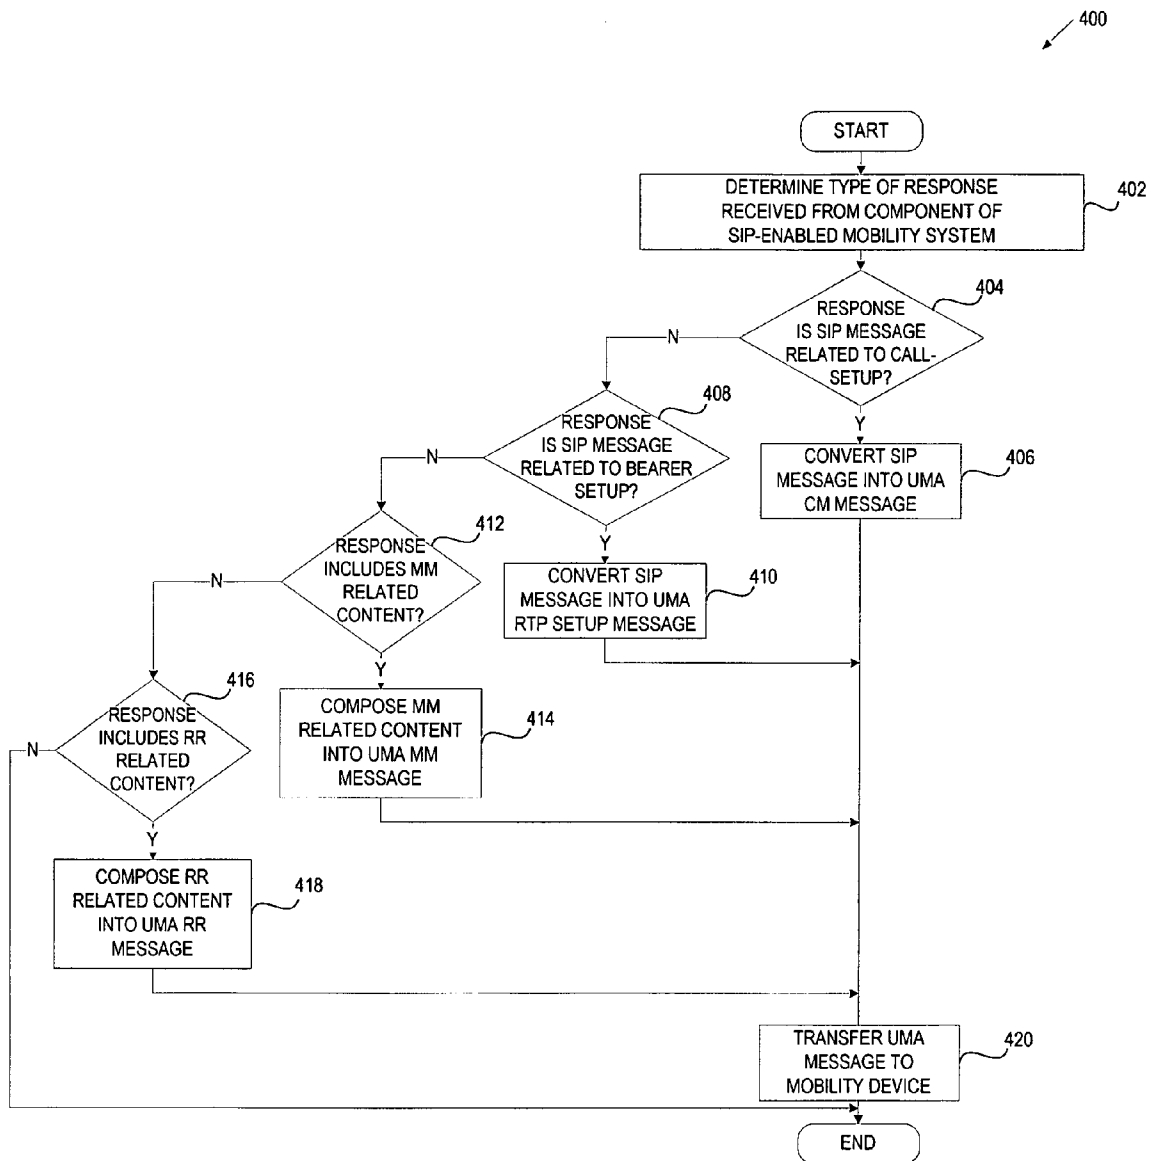 400
START
DETERMINE TYPE OF RESPONSE
RECEIVED FROM COMPONENT OF
SIP-ENABLED MOBILITY SYSTEM
402
RESPONSE
IS SIP MESSAGE
RELATED TO CALL-
SETUP?
404
N
Y
RESPONSE
IS SIP MESSAGE
RELATED TO BEARER
SETUP?
408
N
Y
CONVERT SIP
MESSAGE INTO UMA
CM MESSAGE
406
RESPONSE
INCLUDES MM
RELATED
CONTENT?
412
N
Y
CONVERT SIP
MESSAGE INTO UMA
RTP SETUP MESSAGE
410
RESPONSE
INCLUDES RR
RELATED
CONTENT?
416
N
Y
COMPOSE MM
RELATED CONTENT
INTO UMA MM
MESSAGE
414
COMPOSE RR
RELATED CONTENT
INTO UMA RR
MESSAGE
418
TRANSFER UMA
MESSAGE TO
MOBILITY DEVICE
420
END